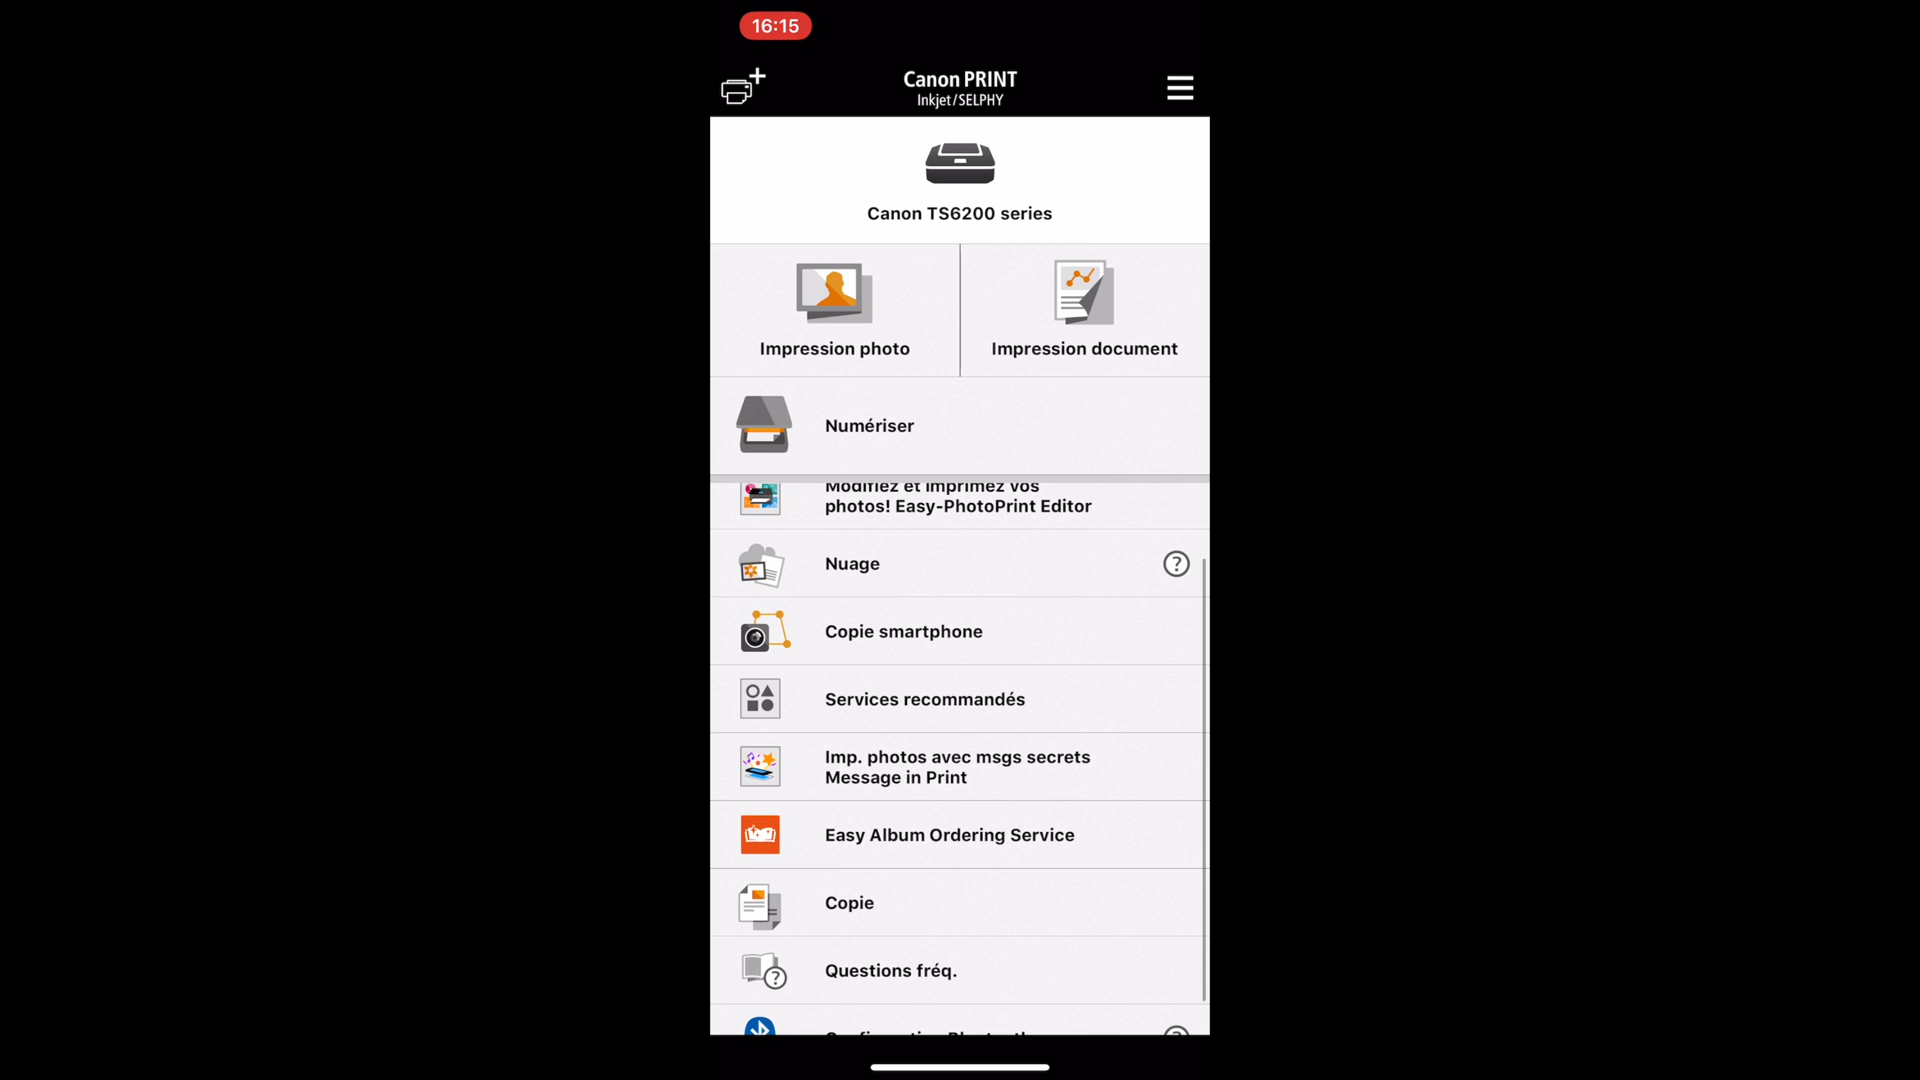 16:15
Canon PRINT
Inkjet/SELPHY
Canon TS6200 series
Impression photo
Impression document
Numériser
Modifiez et imprimez vos
photos! Easy-PhotoPrint Editor
Nuage
?
Copie smartphone
Services recommandés
Imp. photos avec msgs secrets
Message in Print
Easy Album Ordering Service
Copie
Questions fréq.